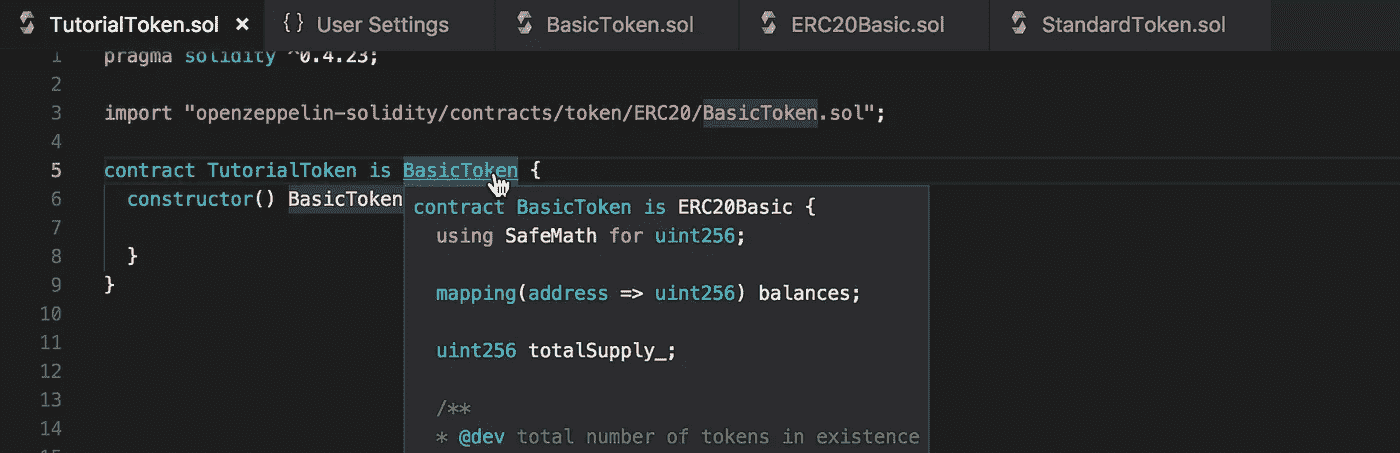 TutorialToken.sol × {} User Settings BasicToken.sol ERC20Basic.sol StandardToken.sol
1 pragma solidity ^0.4.23;
2
3 import "openzeppelin-solidity/contracts/token/ERC20/BasicToken.sol";
4
5 contract TutorialToken is BasicToken {
6 constructor() BasicToken
7
8 }
9 }
10
11
12
13
14
contract BasicToken is ERC20Basic {
using SafeMath for uint256;
mapping(address => uint256) balances;
uint256 totalSupply_;
/**
* @dev total number of tokens in existence